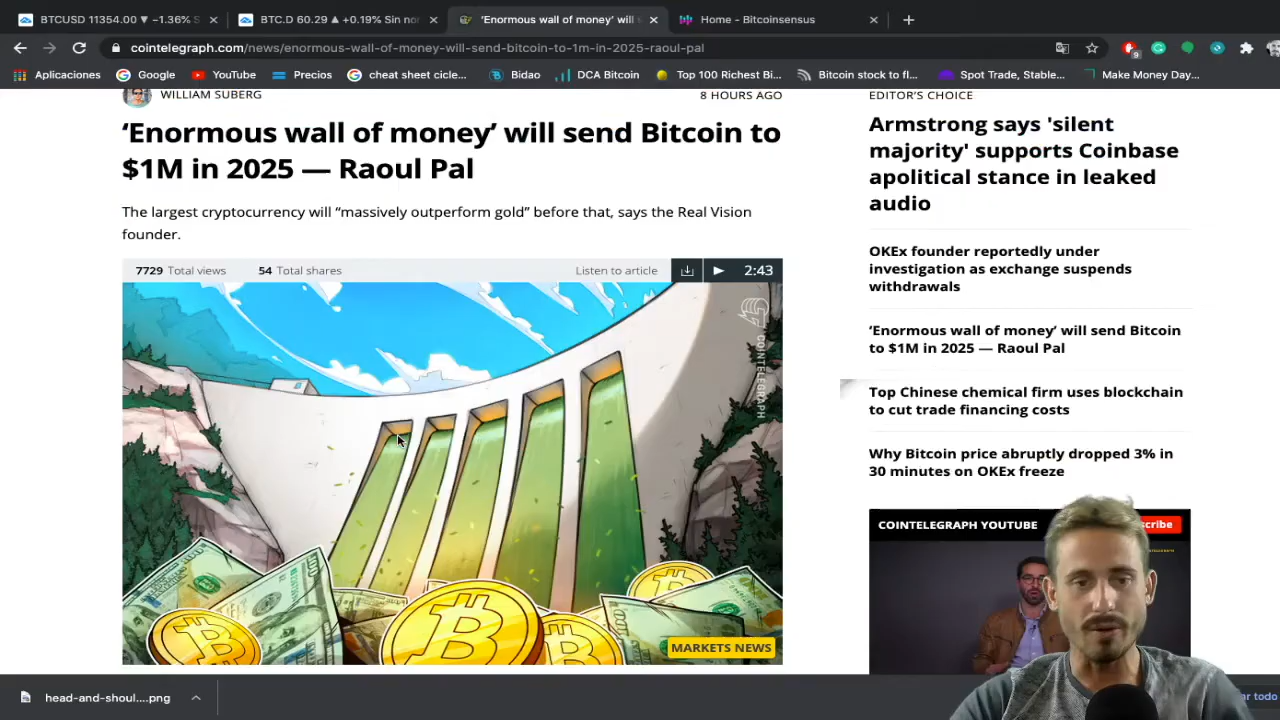 BTCUSD 11354.00 ▼ −1.36% S
BTC.D 60.29 ▲ +0.19% Sin nor
'Enormous wall of money' will s
Home - Bitcoinsensus
cointelegraph.com/news/enormous-wall-of-money-will-send-bitcoin-to-1m-in-2025-raoul-pal
9
Aplicaciones
Google
YouTube
Precios
cheat sheet cicle...
Bidao
DCA Bitcoin
Top 100 Richest Bi...
Bitcoin stock to fl...
Spot Trade, Stable...
Make Money Day...
WILLIAM SUBERG
8 HOURS AGO
‘Enormous wall of money’ will send Bitcoin to
$1M in 2025 — Raoul Pal
The largest cryptocurrency will “massively outperform gold” before that, says the Real Vision
founder.
7729 Total views
54 Total shares
Listen to article
2:43
COINTELEGRAPH
MARKETS NEWS
EDITOR’S CHOICE
Armstrong says 'silent
majority' supports Coinbase
apolitical stance in leaked
audio
OKEx founder reportedly under
investigation as exchange suspends
withdrawals
‘Enormous wall of money’ will send Bitcoin
to $1M in 2025 — Raoul Pal
Top Chinese chemical firm uses blockchain
to cut trade financing costs
Why Bitcoin price abruptly dropped 3% in
30 minutes on OKEx freeze
COINTELEGRAPH YOUTUBE
scribe
head-and-shoul....png
ar todo